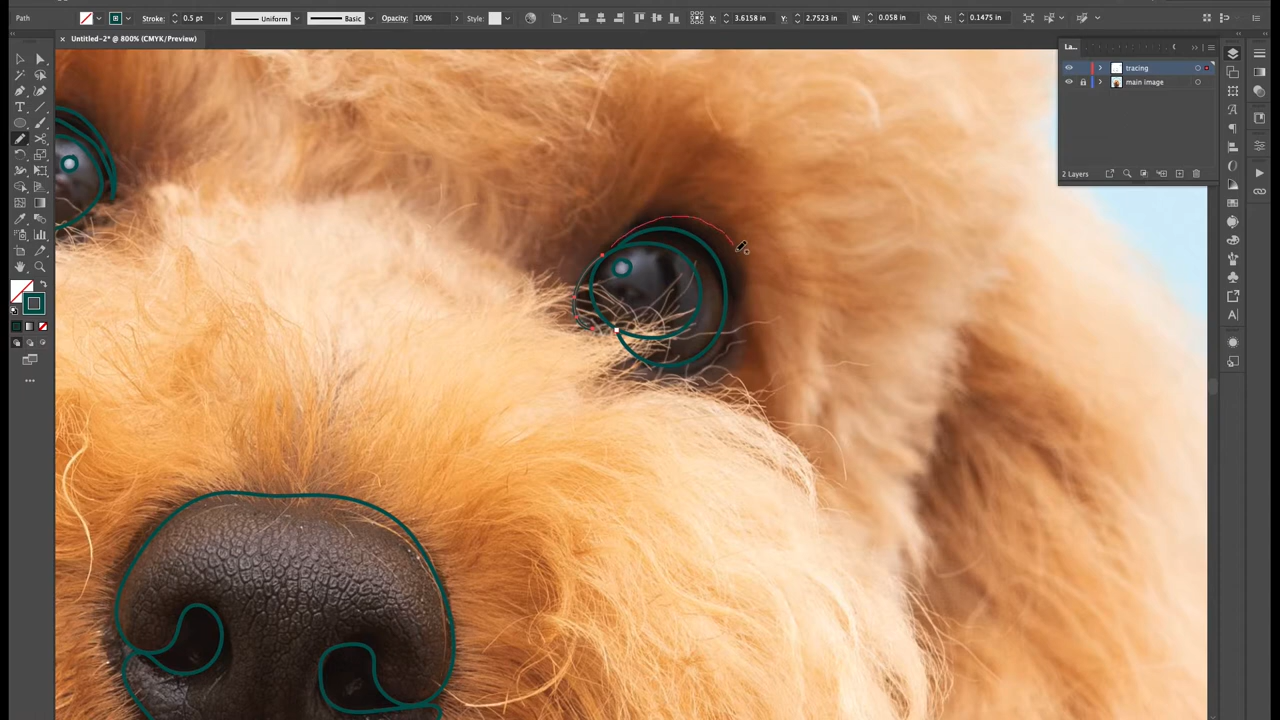 Path Stroke: 0.5 pt Uniform Basic Opacity: 100% Style: X: 3.6158 in Y: 2.7523 in W: 0.058 in H: 0.1475 in
× Untitled-2* @ 800% (CMYK/Preview)
La...
tracing
main image
2 Layers